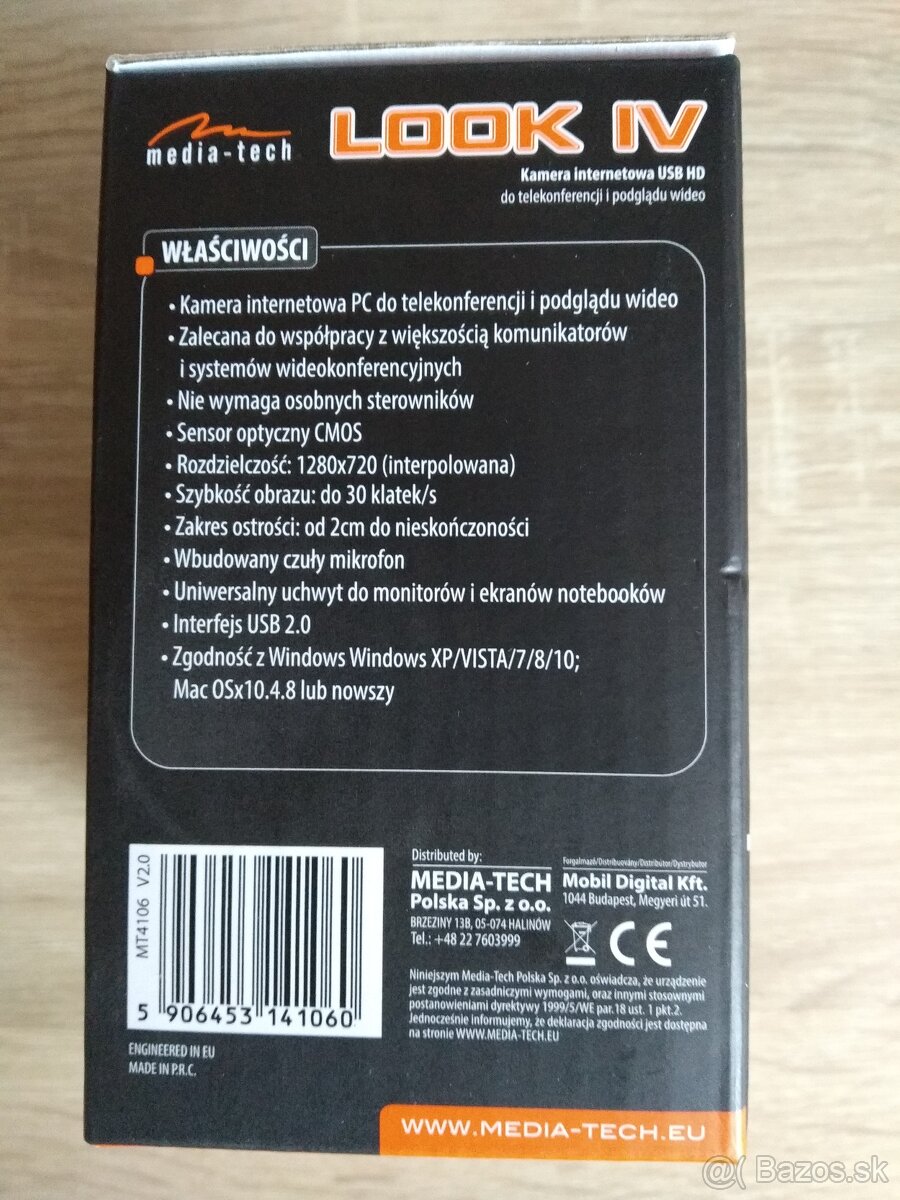 media-tech
LOOK IV
Kamera internetowa USB HD
do telekonferencji i podglądu wideo
WŁAŚCIWOŚCI
• Kamera internetowa PC do telekonferencji i podglądu wideo
• Zalecana do współpracy z większością komunikatorów
i systemów wideokonferencyjnych
• Nie wymaga osobnych sterowników
• Sensor optyczny CMOS
• Rozdzielczość: 1280x720 (interpolowana)
• Szybkość obrazu: do 30 klatek/s
• Zakres ostrości: od 2cm do nieskończoności
• Wbudowany czuły mikrofon
• Uniwersalny uchwyt do monitorów i ekranów notebooków
• Interfejs USB 2.0
• Zgodność z Windows Windows XP/VISTA/7/8/10;
Mac OSx10.4.8 lub nowszy
MT4106 V2.0
5 906453 141060
ENGINEERED IN EU
MADE IN P.R.C.
Distributed by:
MEDIA-TECH
Polska Sp. z o.o.
BRZEZINY 13B, 05-074 HALINÓW
Tel.: +48 22 7603999
Forgalmazó/Distribuovány/Distributor/Dystrybutor
Mobil Digital Kft.
1044 Budapest, Megyeri út 51.
CE
Niniejszym Media-Tech Polska Sp. z o.o. oświadcza, że urządzenie
jest zgodne z zasadniczymi wymogami, oraz innymi stosownymi
postanowieniami dyrektywy 1999/5/WE par.18 ust. 1 pkt.2.
Jednocześnie informujemy, że deklaracja zgodności jest dostępna
na stronie WWW.MEDIA-TECH.EU
WWW.MEDIA-TECH.EU
@( Bazos.sk